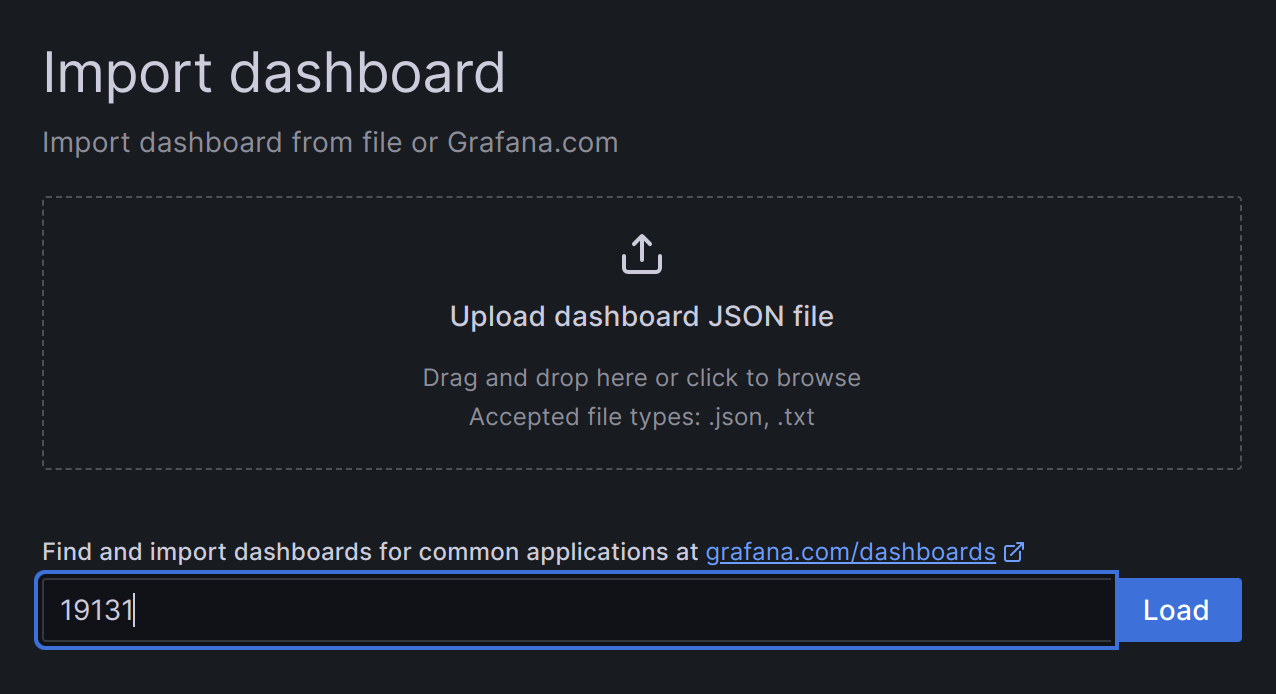 Import dashboard
Import dashboard from file or Grafana.com
Upload dashboard JSON file
Drag and drop here or click to browse
Accepted file types: .json, .txt
Find and import dashboards for common applications at grafana.com/dashboards
19131
Load